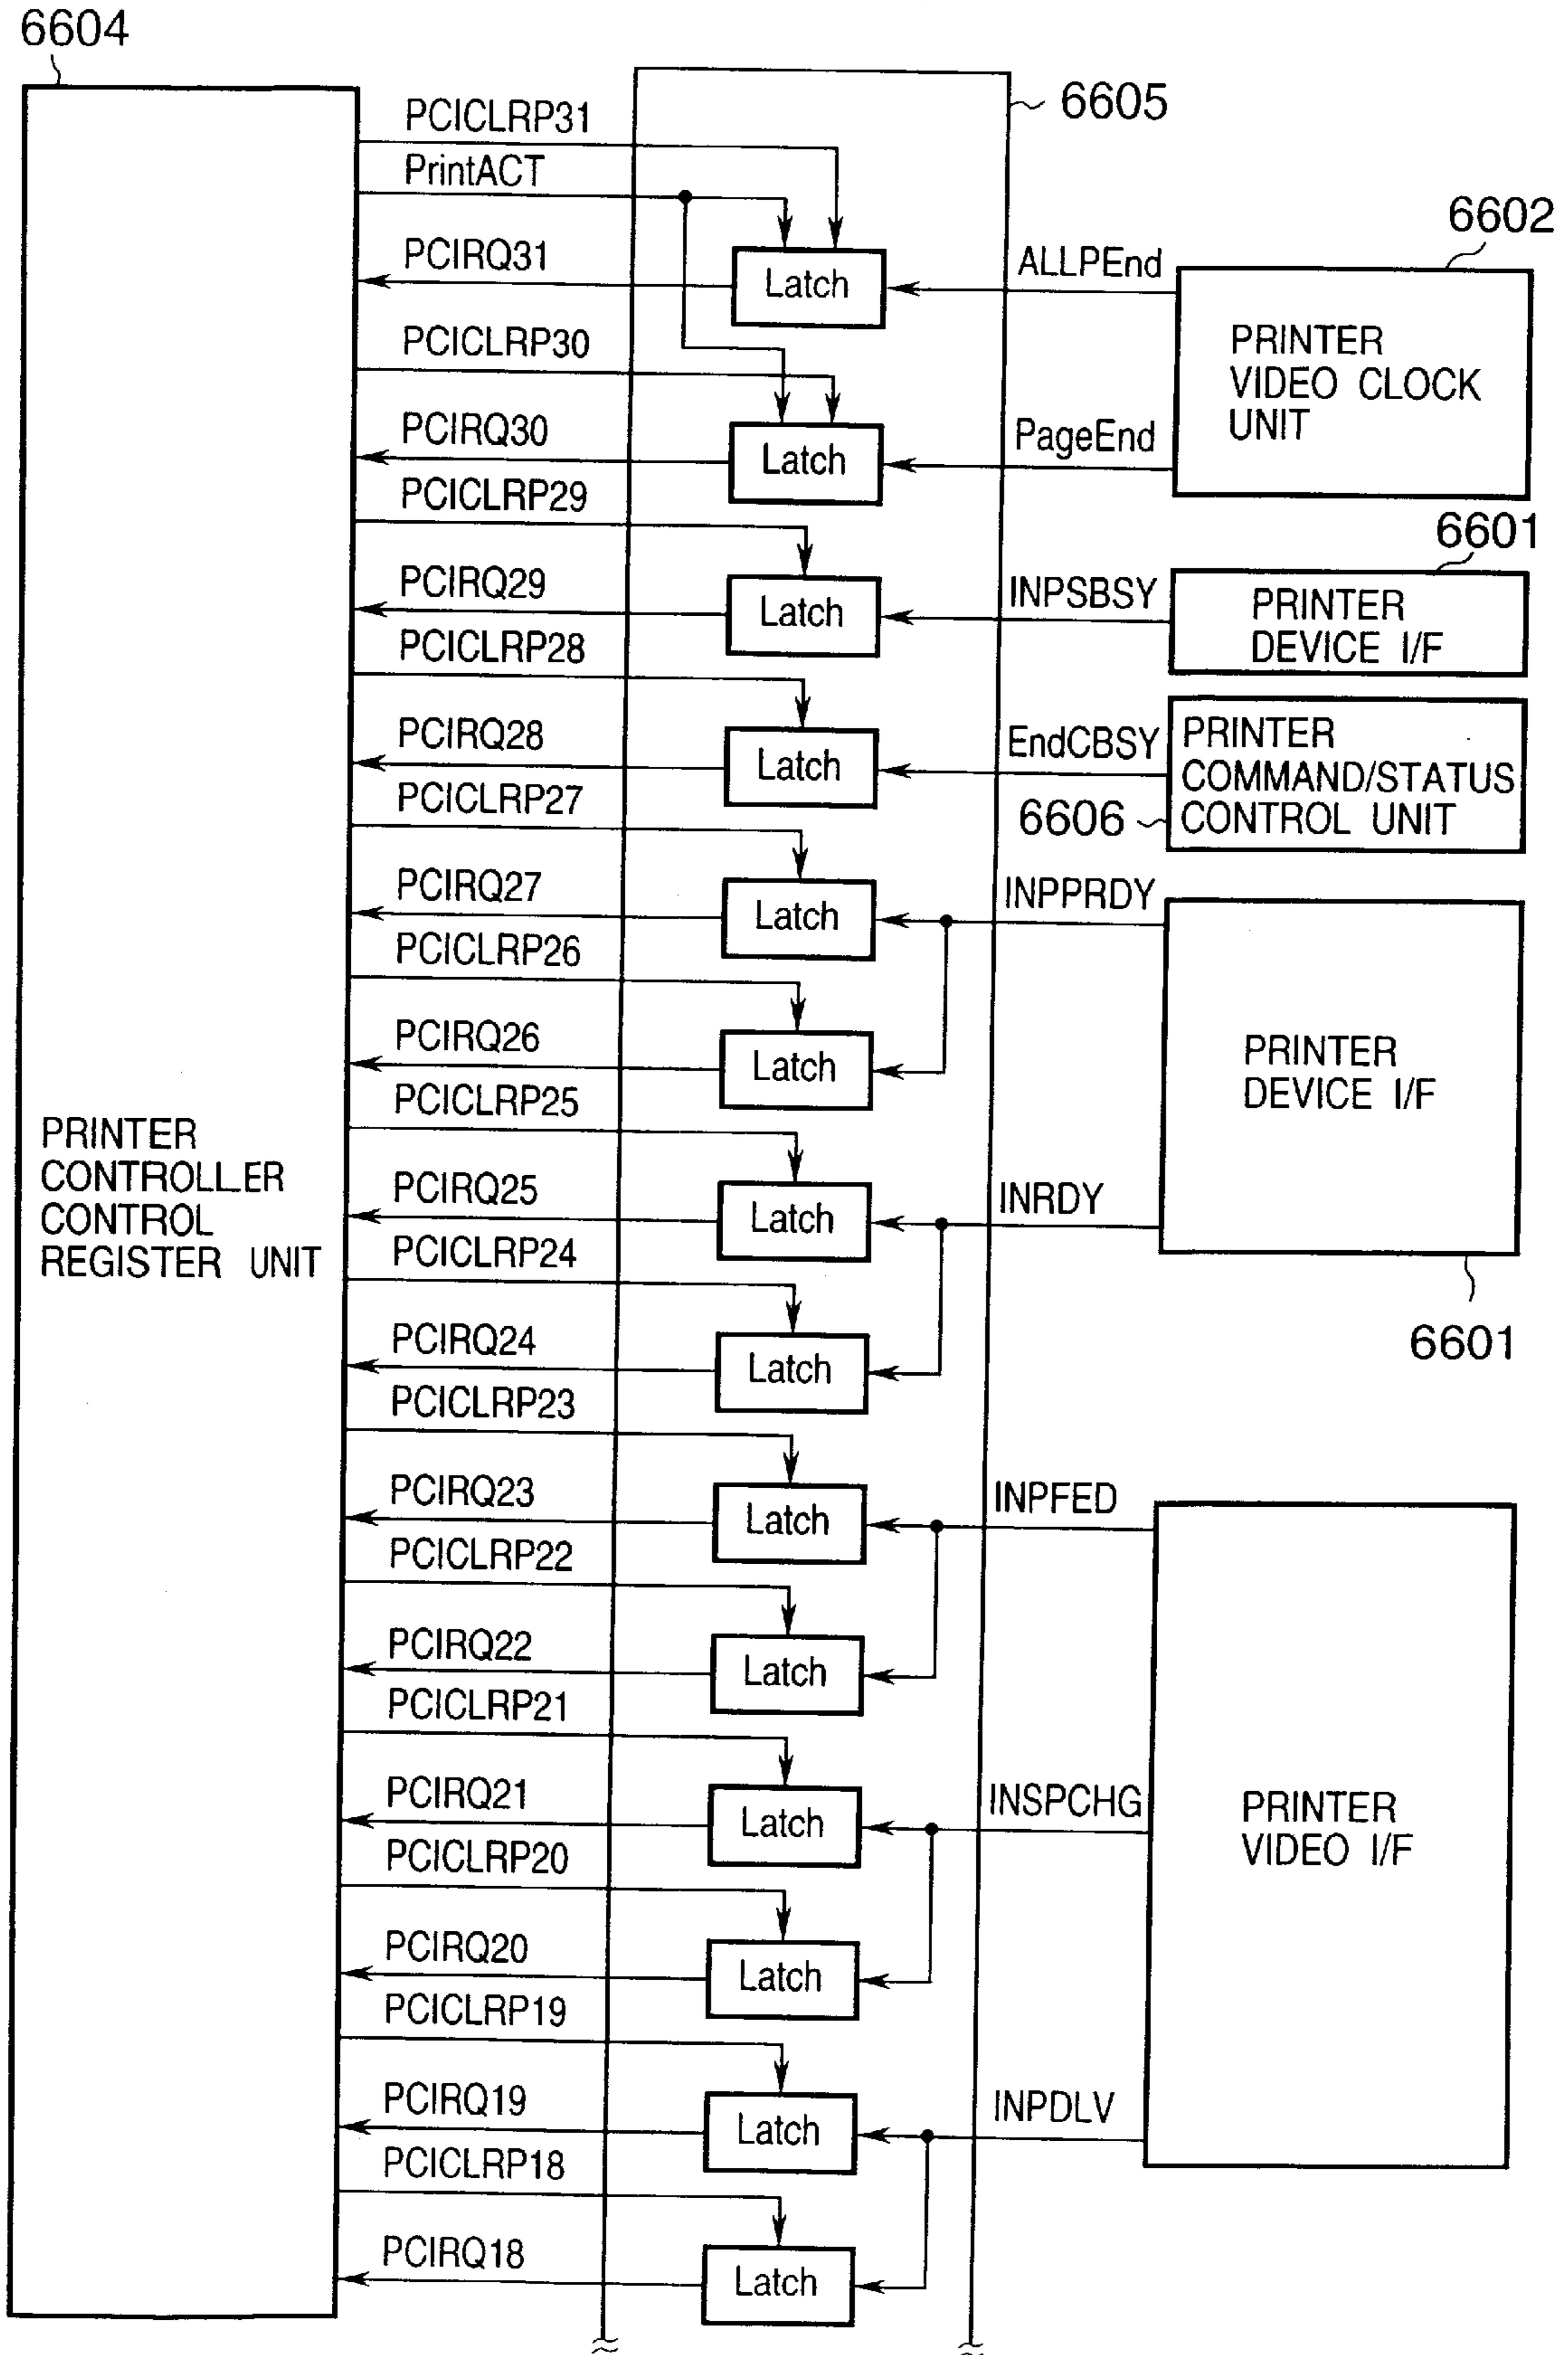 6604
6605
PCICLRP31
PrintACT
6602
PCIRQ31
Latch
ALLPEnd
PRINTER
VIDEO CLOCK
UNIT
PCICLRP30
PCIRQ30
Latch
PageEnd
PCICLRP29
6601
PCIRQ29
Latch
INPSBSY
PRINTER
DEVICE I/F
PCICLRP28
PCIRQ28
Latch
EndCBSY
PRINTER
COMMAND/STATUS
CONTROL UNIT
6606
PCICLRP27
PCIRQ27
Latch
INPPRDY
PCICLRP26
PCIRQ26
Latch
PRINTER
DEVICE I/F
PCICLRP25
PRINTER
CONTROLLER
CONTROL
REGISTER UNIT
PCIRQ25
Latch
INRDY
PCICLRP24
6601
PCIRQ24
Latch
PCICLRP23
PCIRQ23
Latch
INPFED
PCICLRP22
PCIRQ22
Latch
PCICLRP21
PCIRQ21
Latch
INSPCHG
PRINTER
VIDEO I/F
PCICLRP20
PCIRQ20
Latch
PCICLRP19
PCIRQ19
Latch
INPDLV
PCICLRP18
PCIRQ18
Latch